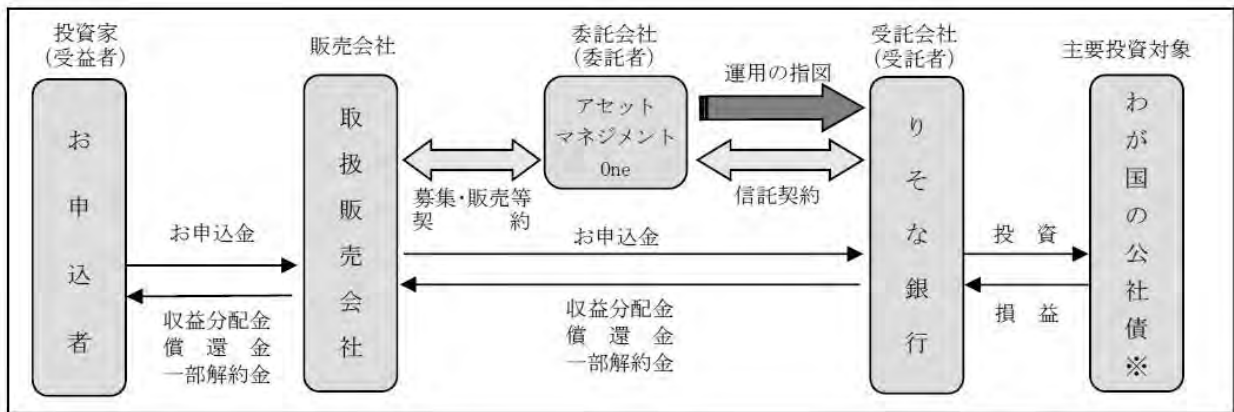 投資家
(受益者)
お申込者
お申込金
収益分配金
償還金
一部解約金
販売会社
取扱販売会社
募集・販売等
契約
委託会社
(委託者)
アセット
マネジメント
One
運用の指図
信託契約
お申込金
収益分配金
償還金
一部解約金
受託会社
(受託者)
りそな銀行
投資
損益
主要投資対象
わが国の公社債※